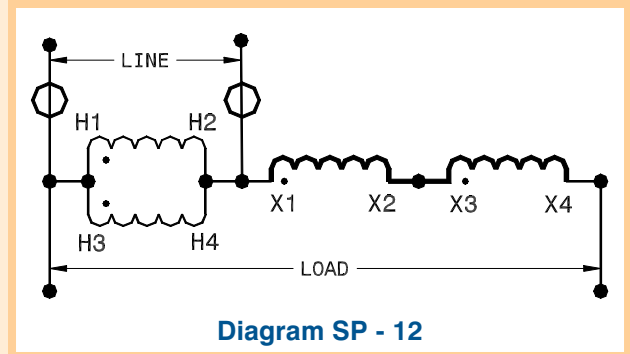 LINE
H1 H2
X1 X2 X3 X4
H3 H4
LOAD
Diagram SP - 12